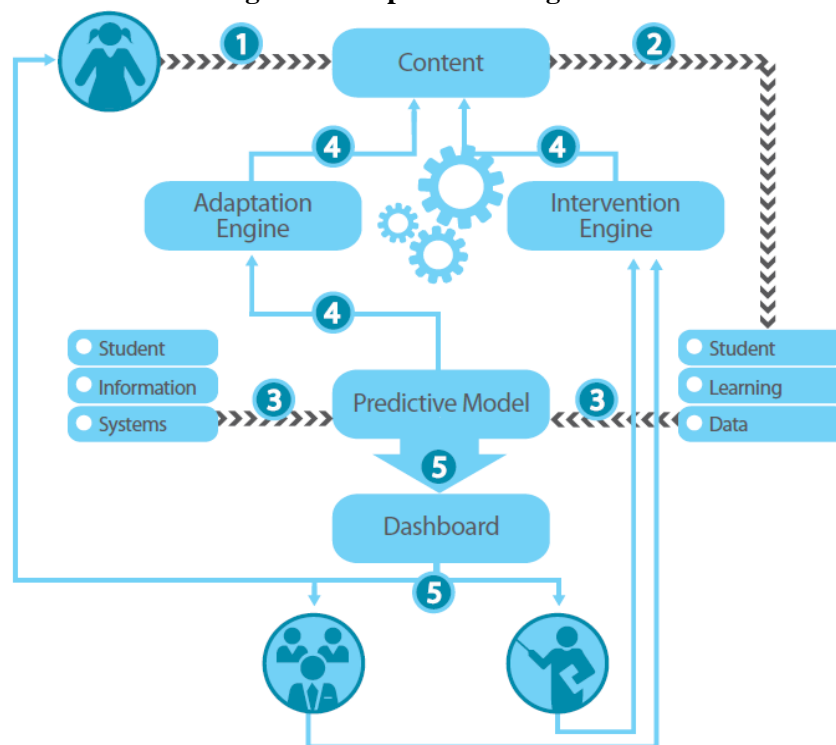 1
Content
2
4
4
Adaptation
Engine
Intervention
Engine
4
Student
Information
Systems
3
Predictive Model
3
Student
Learning
Data
5
Dashboard
5